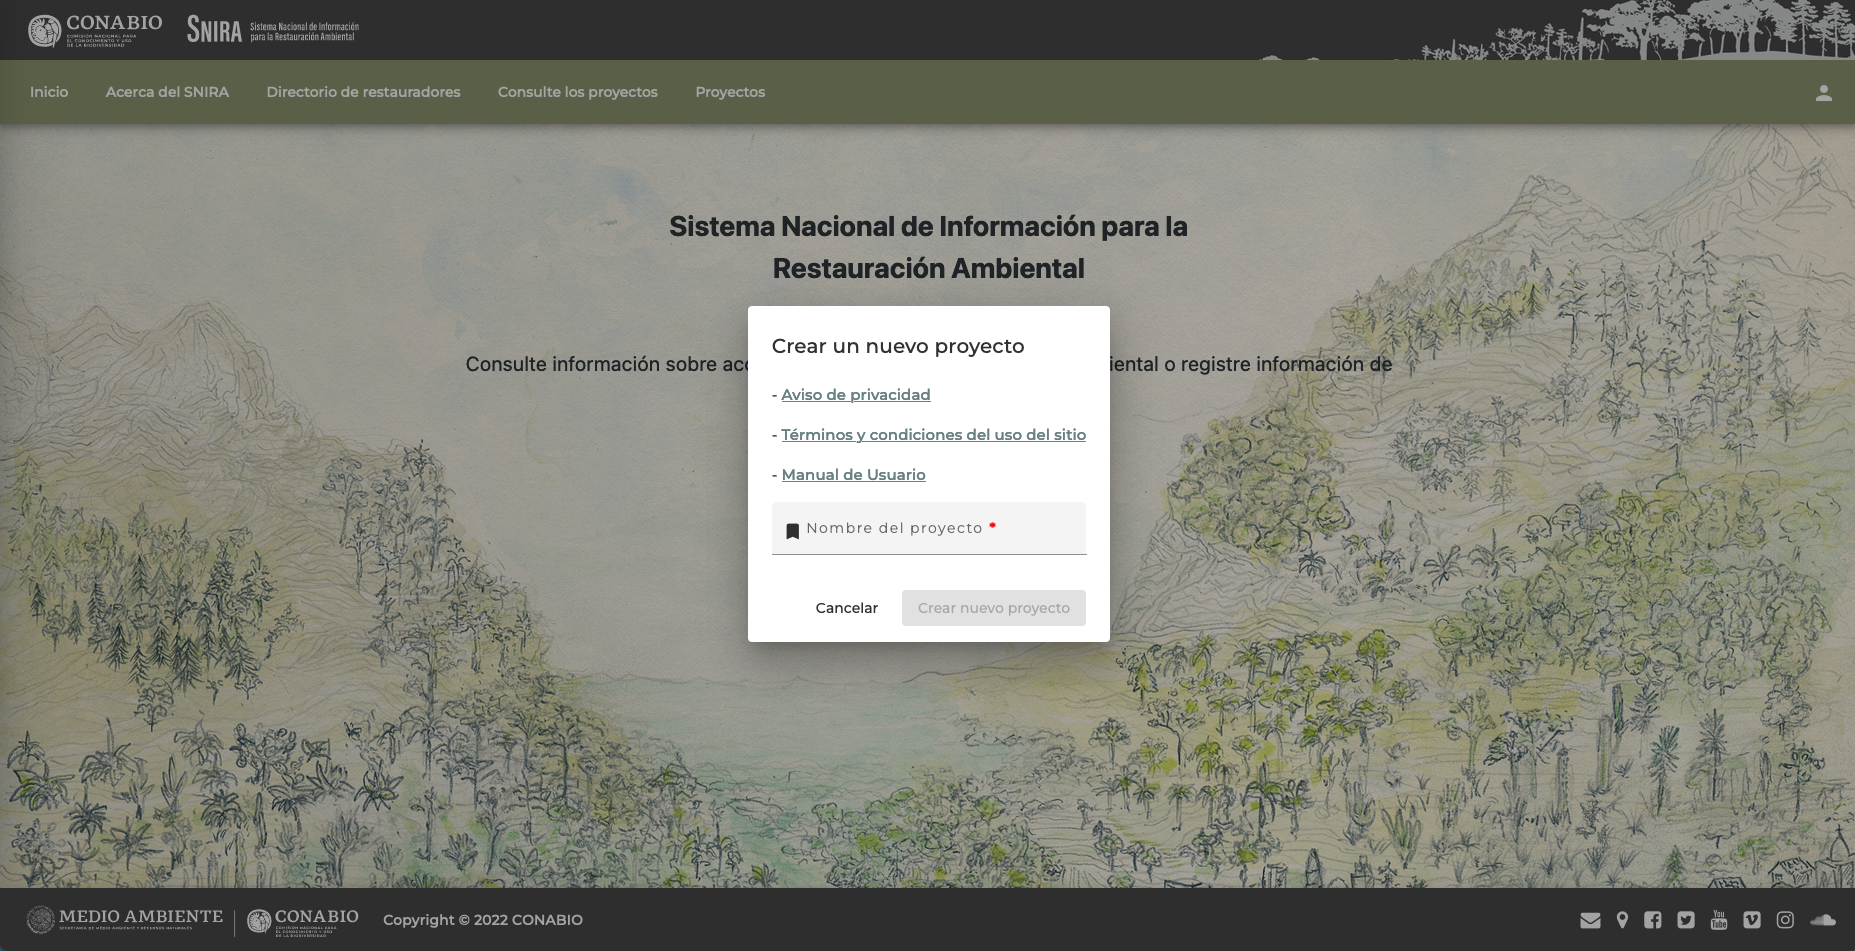 CONABIO
COMISIÓN NACIONAL PARA
EL CONOCIMIENTO Y USO
DE LA BIODIVERSIDAD
SNIRA
Sistema Nacional de Información
para la Restauración Ambiental
Inicio
Acerca del SNIRA
Directorio de restauradores
Consulte los proyectos
Proyectos
Sistema Nacional de Información para la
Restauración Ambiental
Consulte información sobre acc
iental o registre información de
Crear un nuevo proyecto
- Aviso de privacidad
- Términos y condiciones del uso del sitio
- Manual de Usuario
Nombre del proyecto *
Cancelar
Crear nuevo proyecto
MEDIO AMBIENTE
SECRETARÍA DE MEDIO AMBIENTE Y RECURSOS NATURALES
CONABIO
COMISIÓN NACIONAL PARA
EL CONOCIMIENTO Y USO
DE LA BIODIVERSIDAD
Copyright © 2022 CONABIO
You
Tube